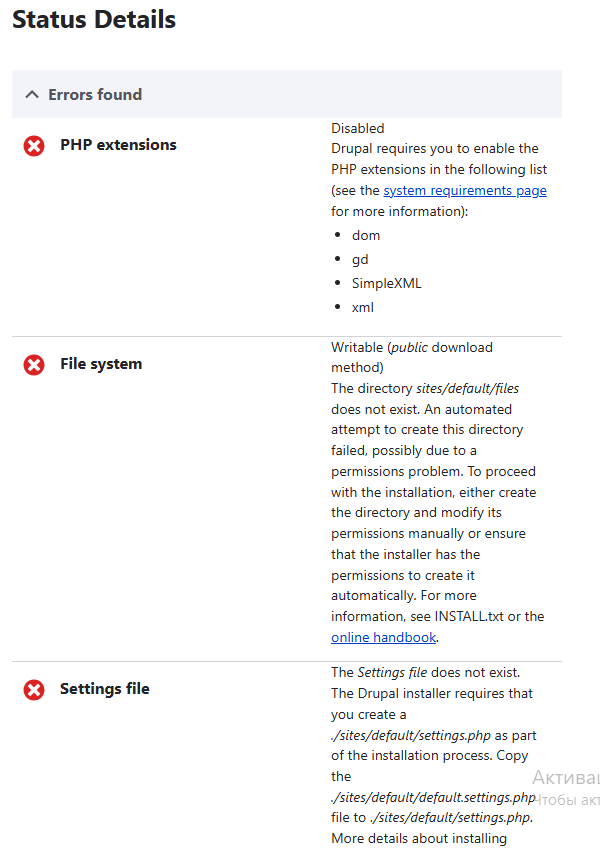 Status Details
Errors found
PHP extensions
Disabled
Drupal requires you to enable the
PHP extensions in the following list
(see the system requirements page
for more information):
dom
gd
SimpleXML
xml
File system
Writable (public download
method)
The directory sites/default/files
does not exist. An automated
attempt to create this directory
failed, possibly due to a
permissions problem. To proceed
with the installation, either create
the directory and modify its
permissions manually or ensure
that the installer has the
permissions to create it
automatically. For more
information, see INSTALL.txt or the
online handbook.
Settings file
The Settings file does not exist.
The Drupal installer requires that
you create a
./sites/default/settings.php as part
of the installation process. Copy
the
./sites/default/default.settings.php
file to ./sites/default/settings.php.
More details about installing
Актива
Чтобы акт